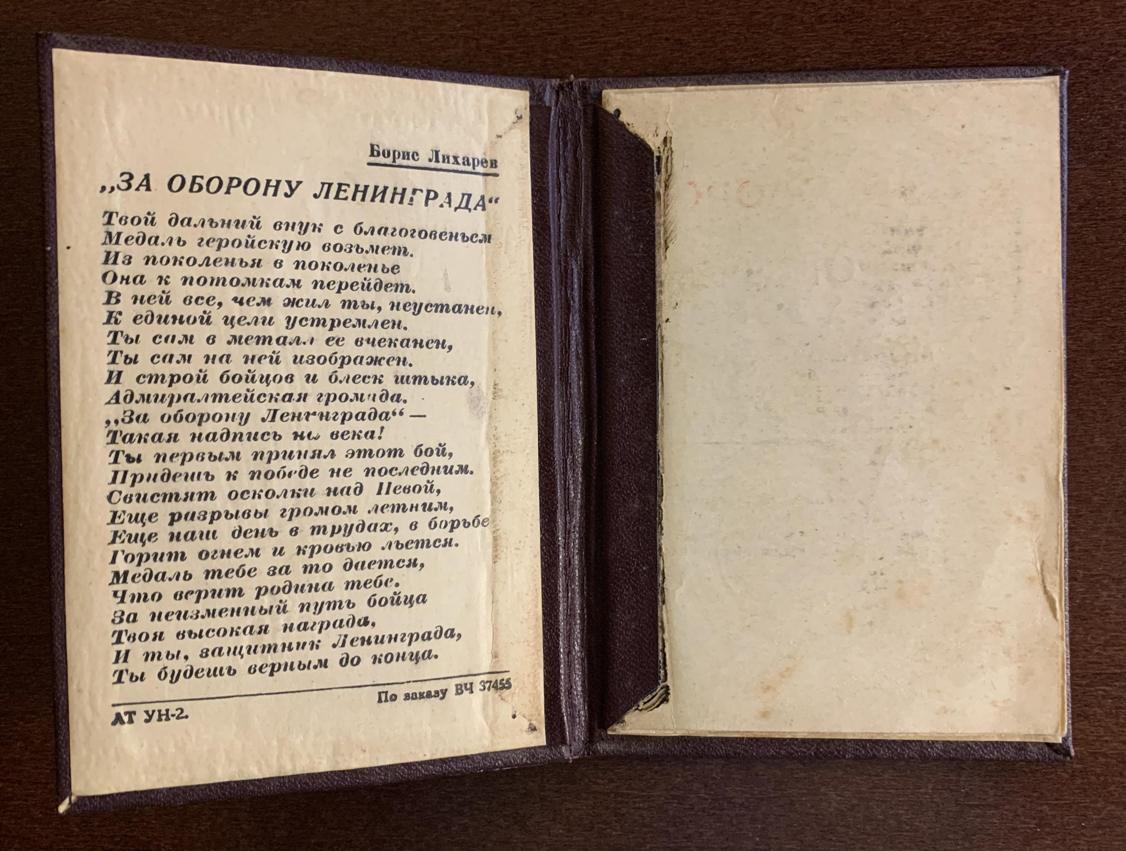 Борис Лихарев
„ЗА ОБОРОНУ ЛЕНИНГРАДА“
Твой дальний внук с благоговеньем
Медаль геройскую возьмет.
Из поколенья в поколенье
Она к потомкам перейдет.
В ней все, чем жил ты, неустанен,
К единой цели устремлен.
Ты сам в металл ее вчеканен,
Ты сам на ней изображен.
И строй бойцов и блеск штыка,
Адмиралтейская громада.
„За оборону Ленинграда“ —
Такая надпись на века!
Ты первым принял этот бой,
Придешь к победе не последним.
Свистят осколки над Невой,
Еще разрывы громом летним,
Еще наш день в трудах, в борьбе
Горит огнем и кровью льется.
Медаль тебе за то дается,
Что верит родина тебе.
За неизменный путь бойца
Твоя высокая награда,
И ты, защитник Ленинграда,
Ты будешь верным до конца.
По заказу ВЧ 37455
АТ УН-2.